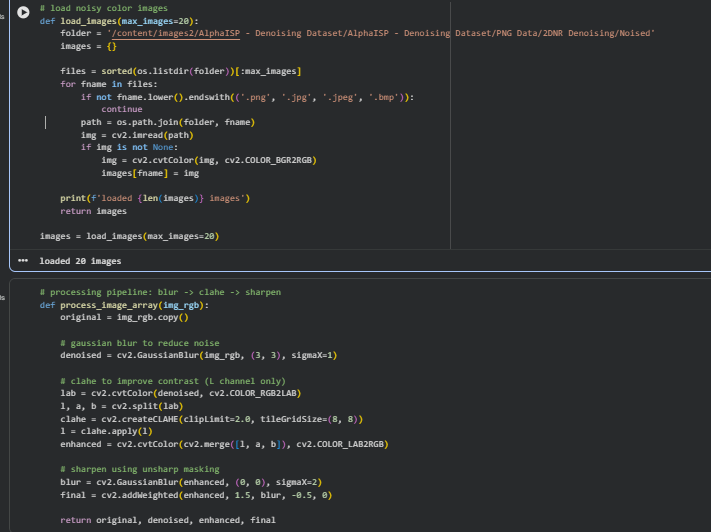 # load noisy color images
def load_images(max_images=20):
    folder = '/content/images2/AlphaISP - Denoising Dataset/AlphaISP - Denoising Dataset/PNG Data/2DNR Denoising/Noised'
    images = {}

    files = sorted(os.listdir(folder))[:max_images]
    for fname in files:
        if not fname.lower().endswith(('.png', '.jpg', '.jpeg', '.bmp')):
            continue
        path = os.path.join(folder, fname)
        img = cv2.imread(path)
        if img is not None:
            img = cv2.cvtColor(img, cv2.COLOR_BGR2RGB)
            images[fname] = img

    print(f'loaded {len(images)} images')
    return images

images = load_images(max_images=20)
loaded 20 images
# processing pipeline: blur -> clahe -> sharpen
def process_image_array(img_rgb):
    original = img_rgb.copy()

    # gaussian blur to reduce noise
    denoised = cv2.GaussianBlur(img_rgb, (3, 3), sigmaX=1)

    # clahe to improve contrast (L channel only)
    lab = cv2.cvtColor(denoised, cv2.COLOR_RGB2LAB)
    l, a, b = cv2.split(lab)
    clahe = cv2.createCLAHE(clipLimit=2.0, tileGridSize=(8, 8))
    l = clahe.apply(l)
    enhanced = cv2.cvtColor(cv2.merge([l, a, b]), cv2.COLOR_LAB2RGB)

    # sharpen using unsharp masking
    blur = cv2.GaussianBlur(enhanced, (0, 0), sigmaX=2)
    final = cv2.addWeighted(enhanced, 1.5, blur, -0.5, 0)

    return original, denoised, enhanced, final